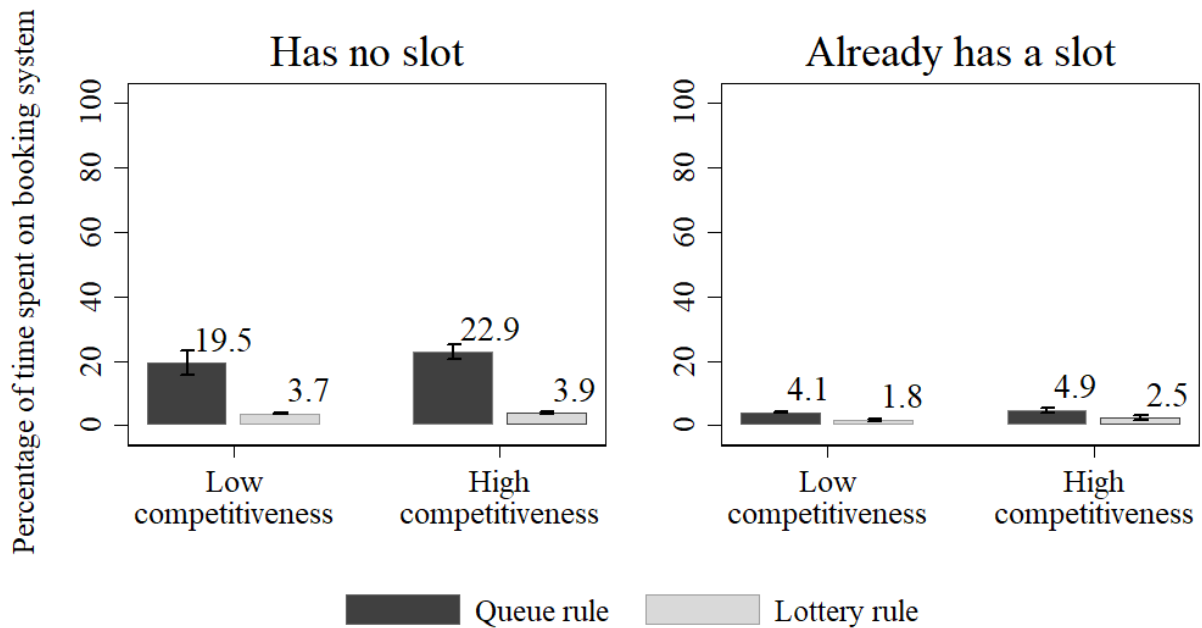 Percentage of time spent on booking system
Has no slot
100
80
60
40
20
0
19.5
3.7
22.9
3.9
Low
competitiveness
High
competitiveness
Already has a slot
100
80
60
40
20
0
4.1
1.8
4.9
2.5
Low
competitiveness
High
competitiveness
Queue rule
Lottery rule